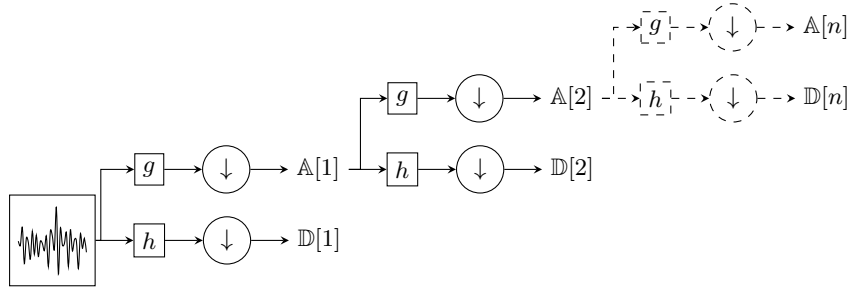 g ↓ 𝔸[n]
g ↓ 𝔸[2] h ↓ 𝔻[n]
g ↓ 𝔸[1] h ↓ 𝔻[2]
h ↓ 𝔻[1]